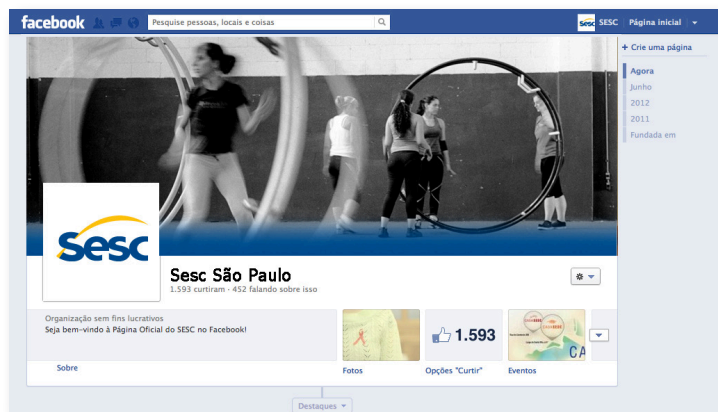 facebook
Pesquise pessoas, locais e coisas
Sesc SESC Página inicial
+ Crie uma página
Agora
Junho
2012
2011
Fundada em
Sesc
Sesc São Paulo
1.593 curtiram · 452 falando sobre isso
Organização sem fins lucrativos
Seja bem-vindo à Página Oficial do SESC no Facebook!
Sobre
1.593
CA
Fotos
Opções "Curtir"
Eventos
Destaques